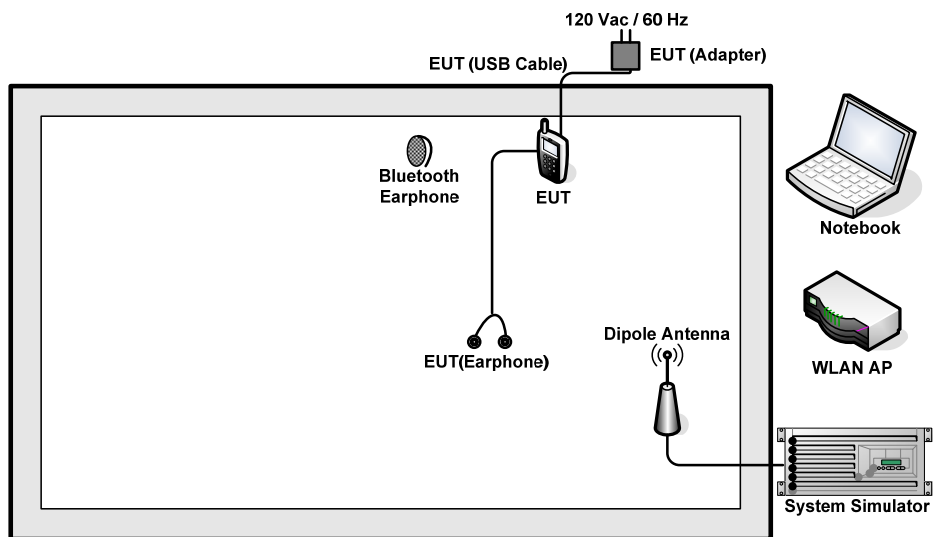 120 Vac / 60 Hz
EUT (USB Cable)
EUT (Adapter)
Bluetooth
Earphone
EUT
Notebook
EUT(Earphone)
Dipole Antenna
WLAN AP
System Simulator